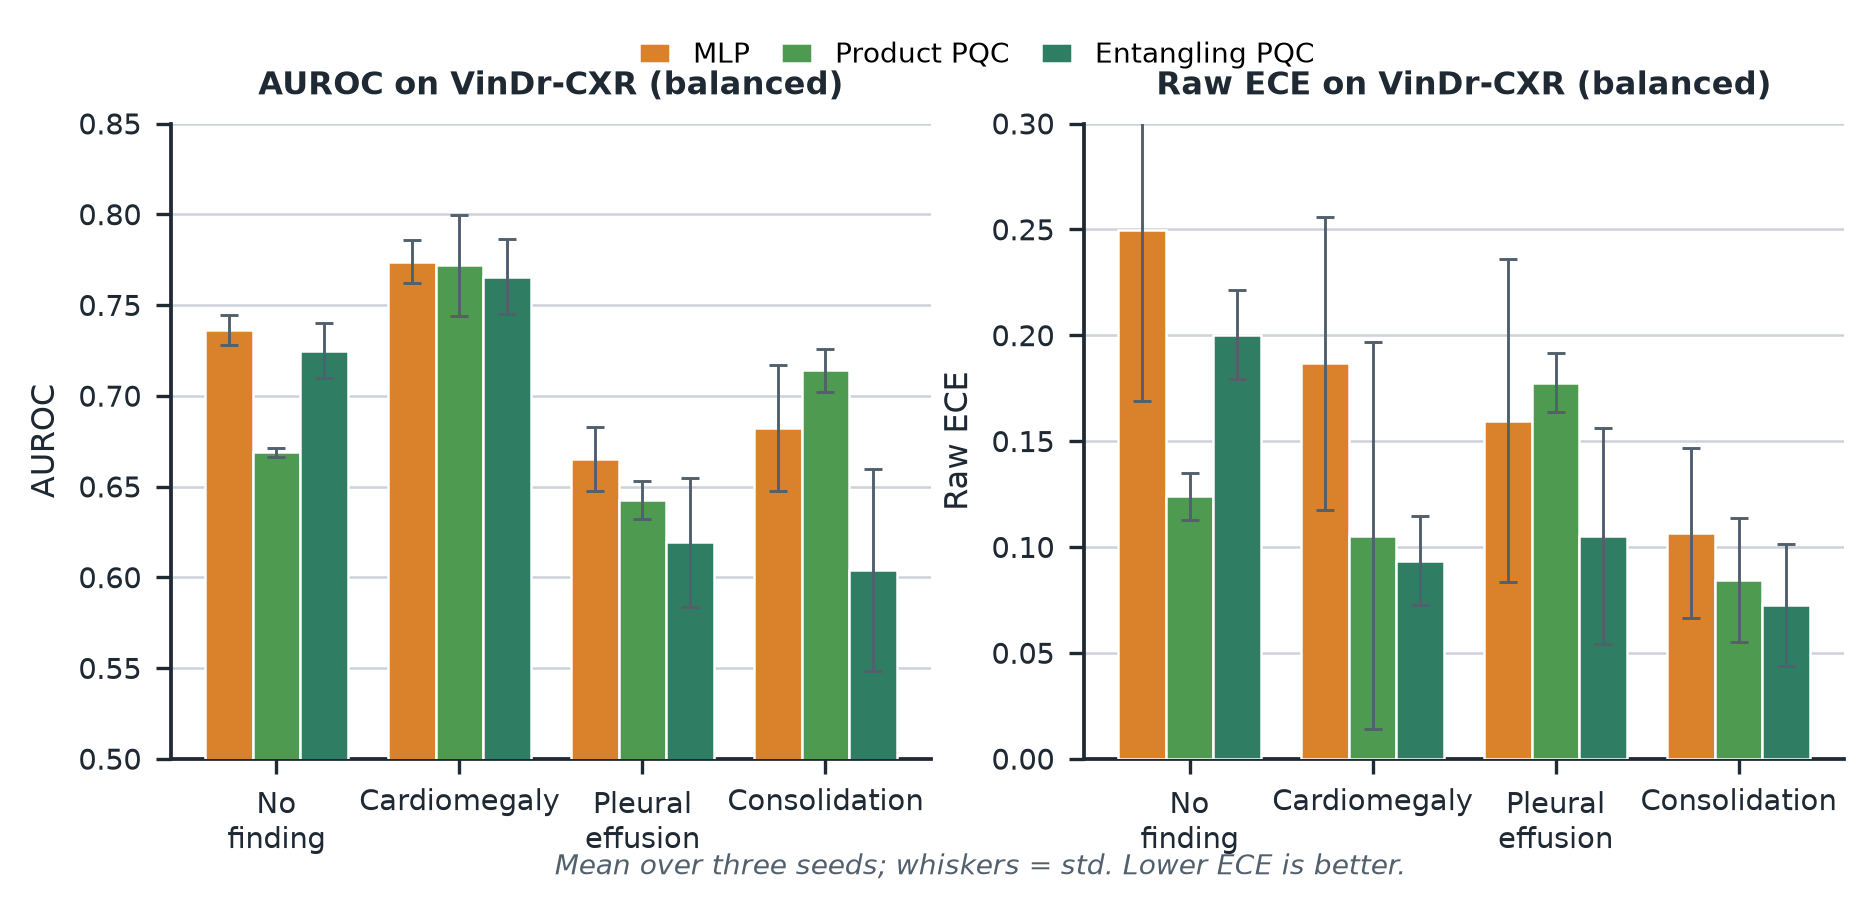 MLP Product PQC Entangling PQC
AUROC on VinDr-CXR (balanced)
AUROC
0.85
0.80
0.75
0.70
0.65
0.60
0.55
0.50
No finding
Cardiomegaly
Pleural effusion
Consolidation
Raw ECE on VinDr-CXR (balanced)
Raw ECE
0.30
0.25
0.20
0.15
0.10
0.05
0.00
No finding
Cardiomegaly
Pleural effusion
Consolidation
Mean over three seeds; whiskers = std. Lower ECE is better.